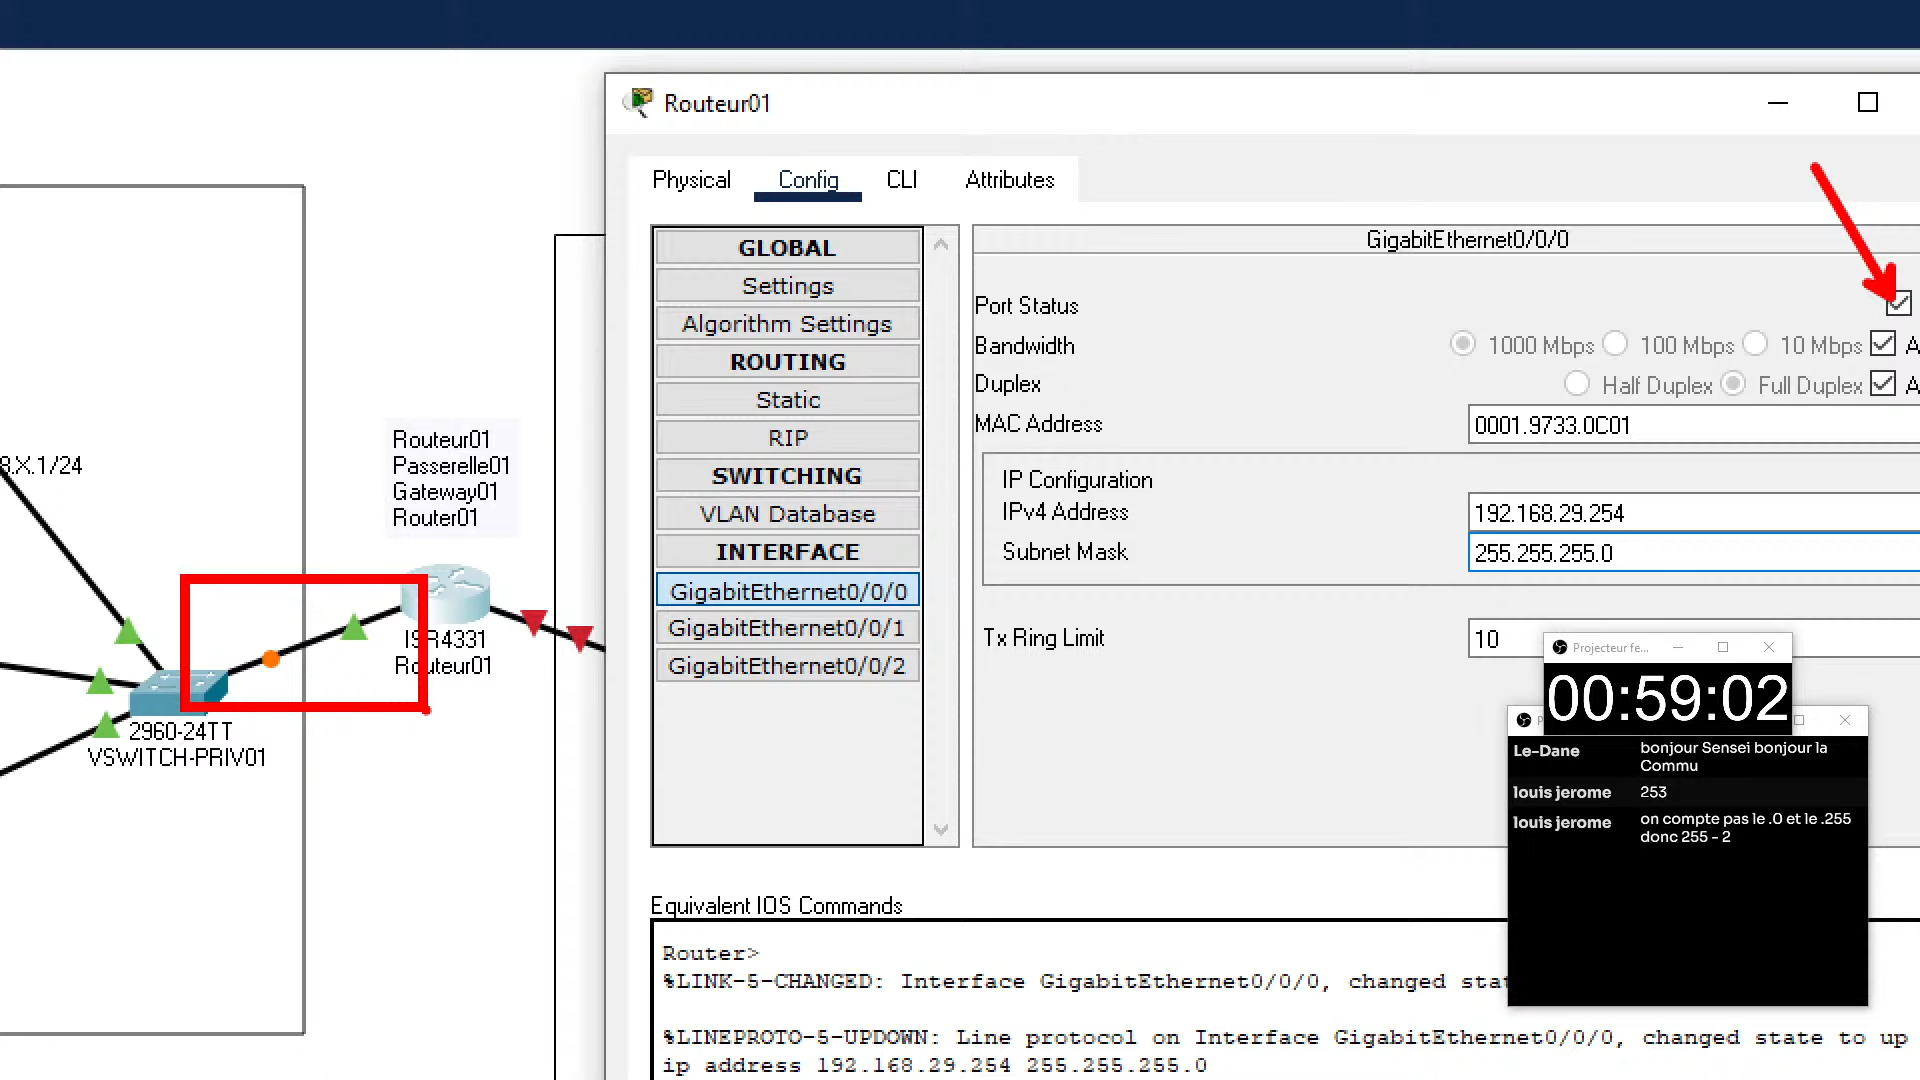 Routeur01
Physical
Config
CLI
Attributes
GLOBAL
Settings
Algorithm Settings
ROUTING
Static
RIP
SWITCHING
VLAN Database
INTERFACE
GigabitEthernet0/0/0
GigabitEthernet0/0/1
GigabitEthernet0/0/2
GigabitEthernet0/0/0
Port Status
Bandwidth
1000 Mbps
100 Mbps
10 Mbps
A
Duplex
Half Duplex
Full Duplex
A
MAC Address
0001.9733.0C01
IP Configuration
IPv4 Address
192.168.29.254
Subnet Mask
255.255.255.0
Tx Ring Limit
10
8.X.1/24
Routeur01
Passerelle01
Gateway01
Router01
ISR4331
Routeur01
2960-24TT
VSWITCH-PRIV01
Projecteur fe...
00:59:02
P
Le-Dane
bonjour Sensei bonjour la
Commu
louis jerome
253
louis jerome
on compte pas le .0 et le .255
donc 255 - 2
Equivalent IOS Commands
Router>
%LINK-5-CHANGED: Interface GigabitEthernet0/0/0, changed stat
%LINEPROTO-5-UPDOWN: Line protocol on Interface GigabitEthernet0/0/0, changed state to up
ip address 192.168.29.254 255.255.255.0